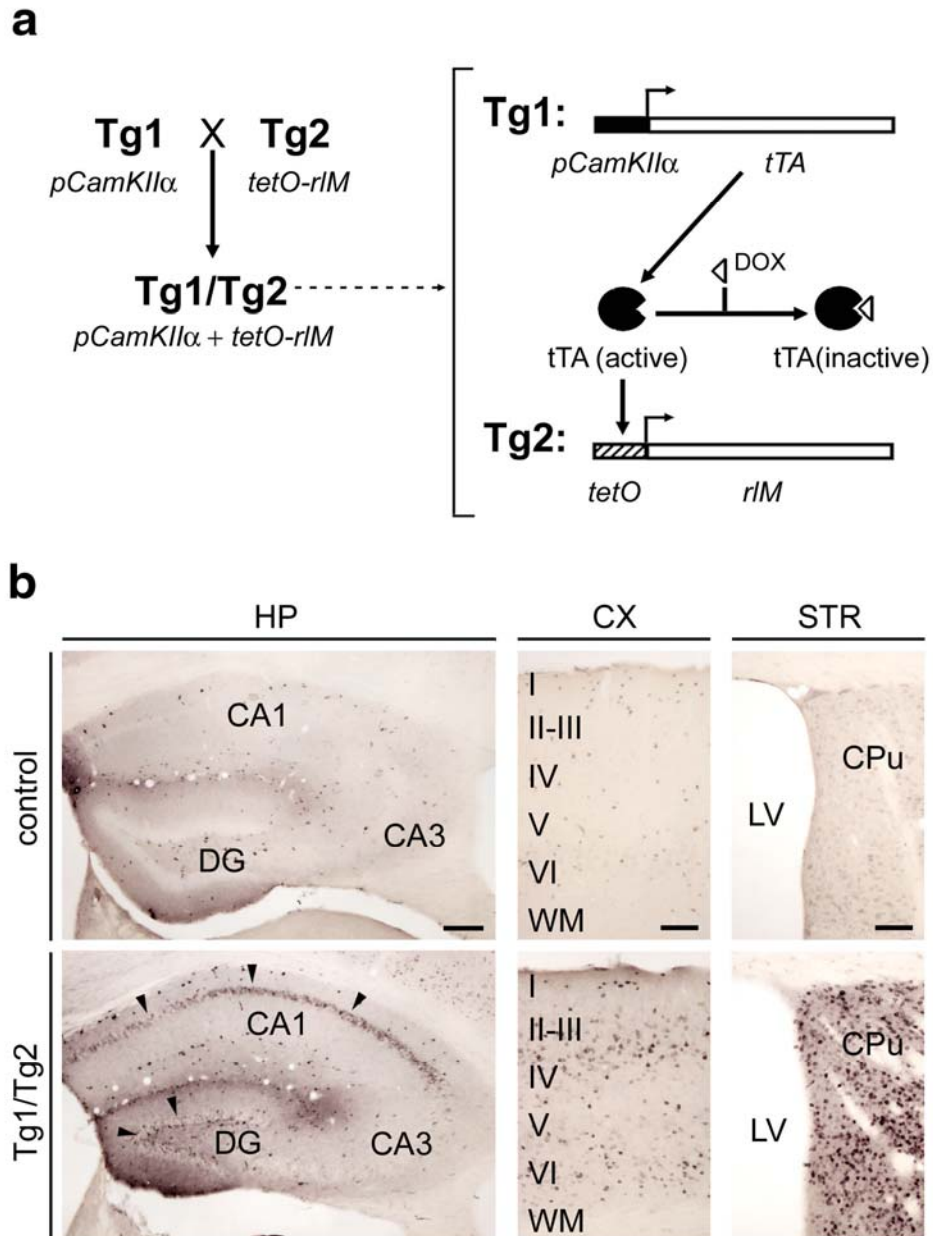 a
Tg1 X Tg2
pCamKIIα tetO-rlM
Tg1/Tg2
pCamKIIα + tetO-rlM
Tg1:
pCamKIIα tTA
DOX
tTA (active) tTA(inactive)
Tg2:
tetO rlM
b
HP CX STR
control
CA1
CA3
DG
I
II-III
IV
V
VI
WM
CPu
LV
Tg1/Tg2
CA1
CA3
DG
I
II-III
IV
V
VI
WM
CPu
LV